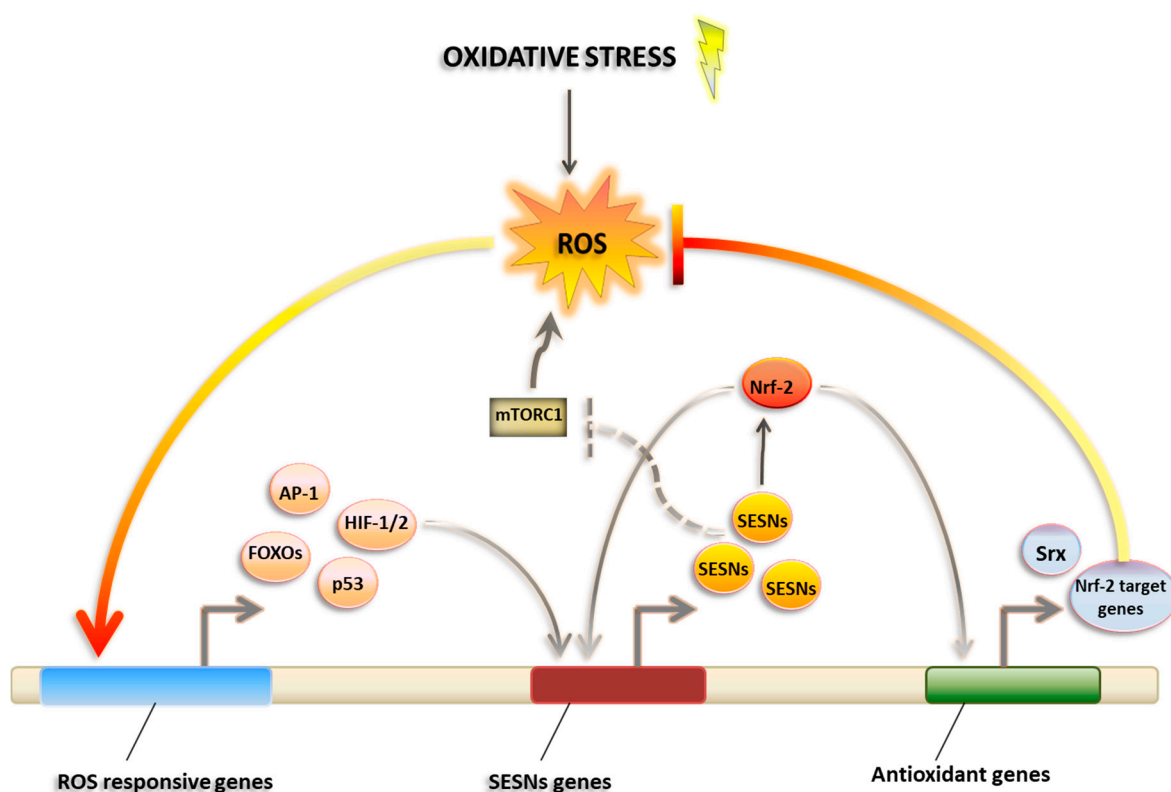 OXIDATIVE STRESS
ROS
mTORC1
Nrf-2
AP-1
HIF-1/2
FOXOs
p53
SESNs
SESNs
SESNs
Srx
Nrf-2 target
genes
ROS responsive genes
SESNs genes
Antioxidant genes